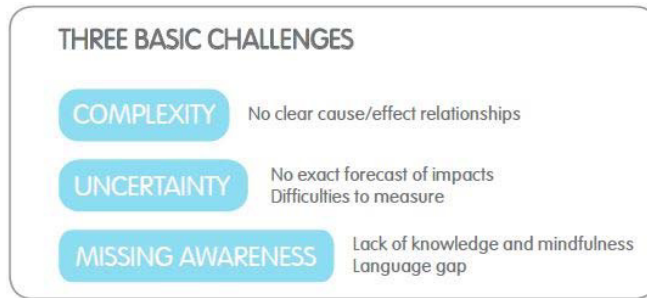 THREE BASIC CHALLENGES
COMPLEXITY No clear cause/effect relationships
UNCERTAINTY No exact forecast of impacts
Difficulties to measure
MISSING AWARENESS Lack of knowledge and mindfulness
Language gap